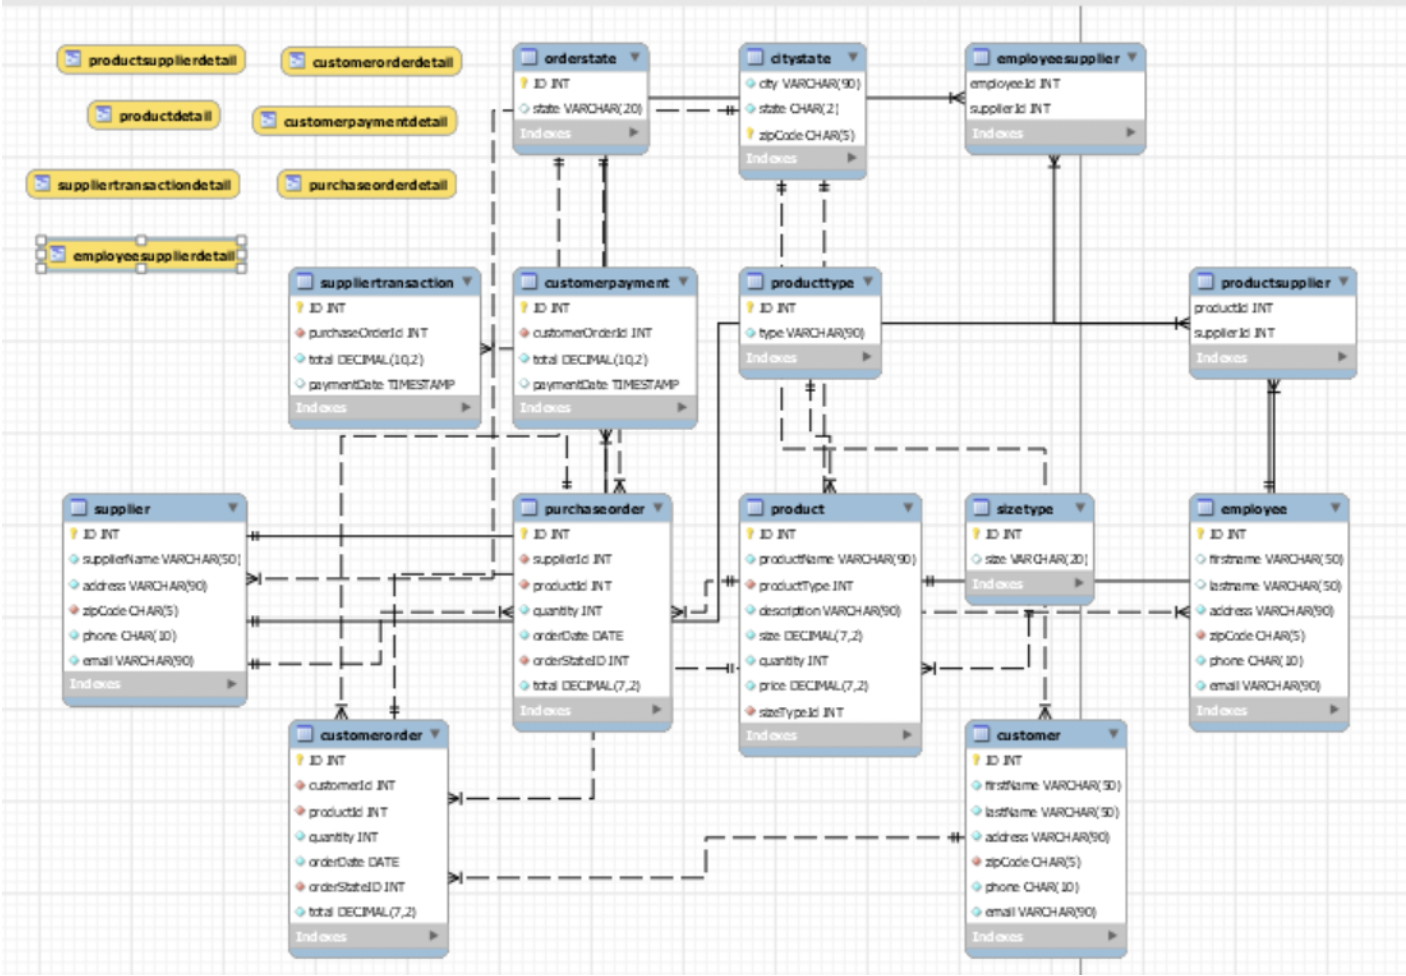 productsupplierdetail
customerorderdetail
productdetail
customerpaymentdetail
suppliertransactiondetail
purchaseorderdetail
employeesupplierdetail
orderstate
ID INT
state VARCHAR(20)
Indexes
citystate
city VARCHAR(90)
state CHAR(2)
zipCode CHAR(5)
Indexes
employeesupplier
employeeId INT
supplierId INT
Indexes
suppliertransaction
ID INT
purchaseOrderId INT
total DECIMAL(10,2)
paymentDate TIMESTAMP
Indexes
customerpayment
ID INT
customerOrderId INT
total DECIMAL(10,2)
paymentDate TIMESTAMP
Indexes
producttype
ID INT
type VARCHAR(90)
Indexes
productsupplier
productId INT
supplierId INT
Indexes
supplier
ID INT
supplierName VARCHAR(50)
address VARCHAR(90)
zipCode CHAR(5)
phone CHAR(10)
email VARCHAR(90)
Indexes
purchaseorder
ID INT
supplierId INT
productId INT
quantity INT
orderDate DATE
orderStateID INT
total DECIMAL(7,2)
Indexes
product
ID INT
productName VARCHAR(90)
productType INT
description VARCHAR(90)
size DECIMAL(7,2)
quantity INT
price DECIMAL(7,2)
sizeTypeId INT
Indexes
sizetype
ID INT
size VARCHAR(20)
Indexes
employee
ID INT
firstname VARCHAR(50)
lastname VARCHAR(50)
address VARCHAR(90)
zipCode CHAR(5)
phone CHAR(10)
email VARCHAR(90)
Indexes
customerorder
ID INT
customerId INT
productId INT
quantity INT
orderDate DATE
orderStateID INT
total DECIMAL(7,2)
Indexes
customer
ID INT
firstName VARCHAR(50)
lastName VARCHAR(50)
address VARCHAR(90)
zipCode CHAR(5)
phone CHAR(10)
email VARCHAR(90)
Indexes